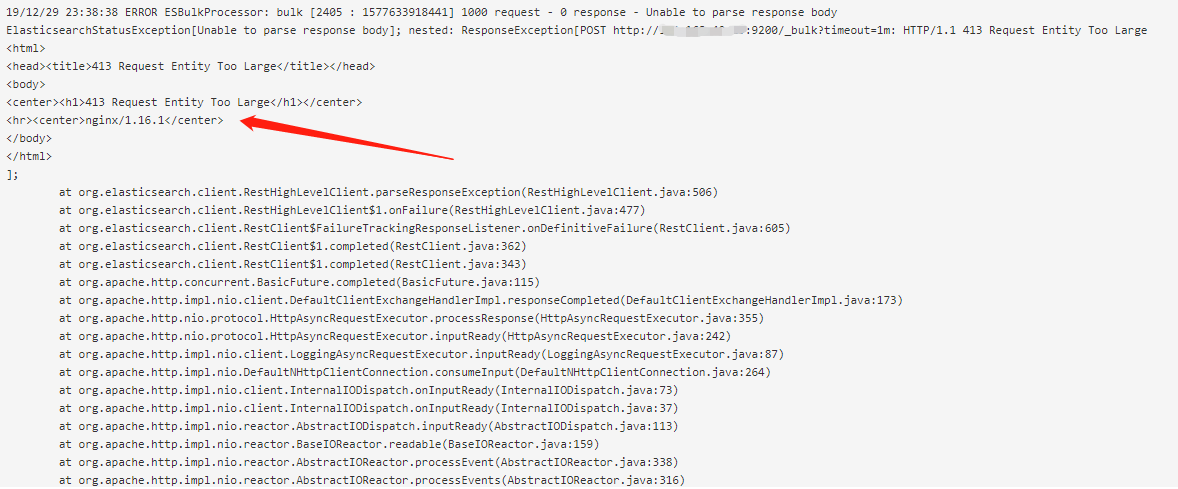 19/12/29 23:38:38 ERROR ESBulkProcessor: bulk [2405 : 1577633918441] 1000 request - 0 response - Unable to parse response body
ElasticsearchStatusException[Unable to parse response body]; nested: ResponseException[POST http:// :9200/_bulk?timeout=1m: HTTP/1.1 413 Request Entity Too Large
<html>
<head><title>413 Request Entity Too Large</title></head>
<body>
<center><h1>413 Request Entity Too Large</h1></center>
<hr><center>nginx/1.16.1</center>
</body>
</html>
];
at org.elasticsearch.client.RestHighLevelClient.parseResponseException(RestHighLevelClient.java:506)
at org.elasticsearch.client.RestHighLevelClient$1.onFailure(RestHighLevelClient.java:477)
at org.elasticsearch.client.RestClient$FailureTrackingResponseListener.onDefinitiveFailure(RestClient.java:605)
at org.elasticsearch.client.RestClient$1.completed(RestClient.java:362)
at org.elasticsearch.client.RestClient$1.completed(RestClient.java:343)
at org.apache.http.concurrent.BasicFuture.completed(BasicFuture.java:115)
at org.apache.http.impl.nio.client.DefaultClientExchangeHandlerImpl.responseCompleted(DefaultClientExchangeHandlerImpl.java:173)
at org.apache.http.nio.protocol.HttpAsyncRequestExecutor.processResponse(HttpAsyncRequestExecutor.java:355)
at org.apache.http.nio.protocol.HttpAsyncRequestExecutor.inputReady(HttpAsyncRequestExecutor.java:242)
at org.apache.http.impl.nio.client.LoggingAsyncRequestExecutor.inputReady(LoggingAsyncRequestExecutor.java:87)
at org.apache.http.impl.nio.DefaultNHttpClientConnection.consumeInput(DefaultNHttpClientConnection.java:264)
at org.apache.http.impl.nio.client.InternalIODispatch.onInputReady(InternalIODispatch.java:73)
at org.apache.http.impl.nio.client.InternalIODispatch.onInputReady(InternalIODispatch.java:37)
at org.apache.http.impl.nio.reactor.AbstractIODispatch.inputReady(AbstractIODispatch.java:113)
at org.apache.http.impl.nio.reactor.BaseIOReactor.readable(BaseIOReactor.java:159)
at org.apache.http.impl.nio.reactor.AbstractIOReactor.processEvent(AbstractIOReactor.java:338)
at org.apache.http.impl.nio.reactor.AbstractIOReactor.processEvents(AbstractIOReactor.java:316)